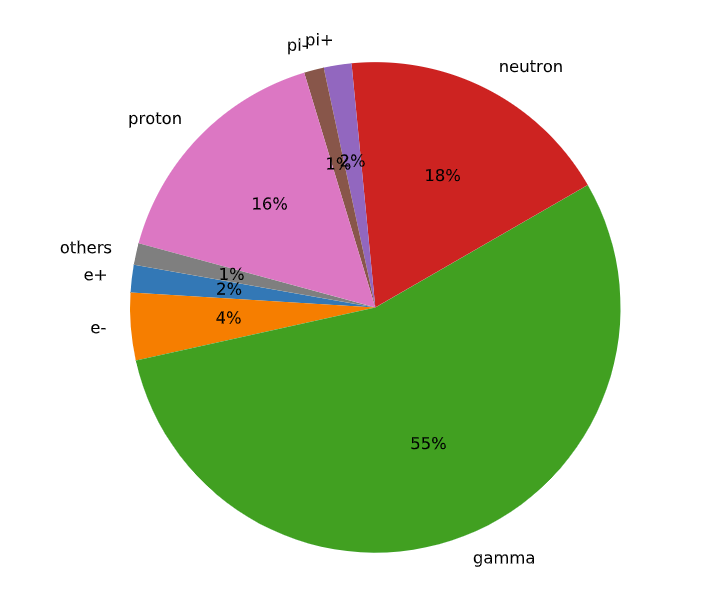 pi-
pi+
neutron
proton
1%
2%
18%
16%
others
1%
e+
2%
e-
4%
55%
gamma